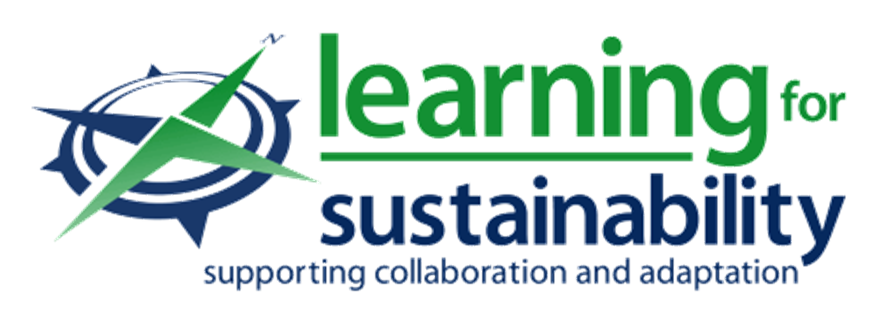 N
learning for
sustainability
supporting collaboration and adaptation